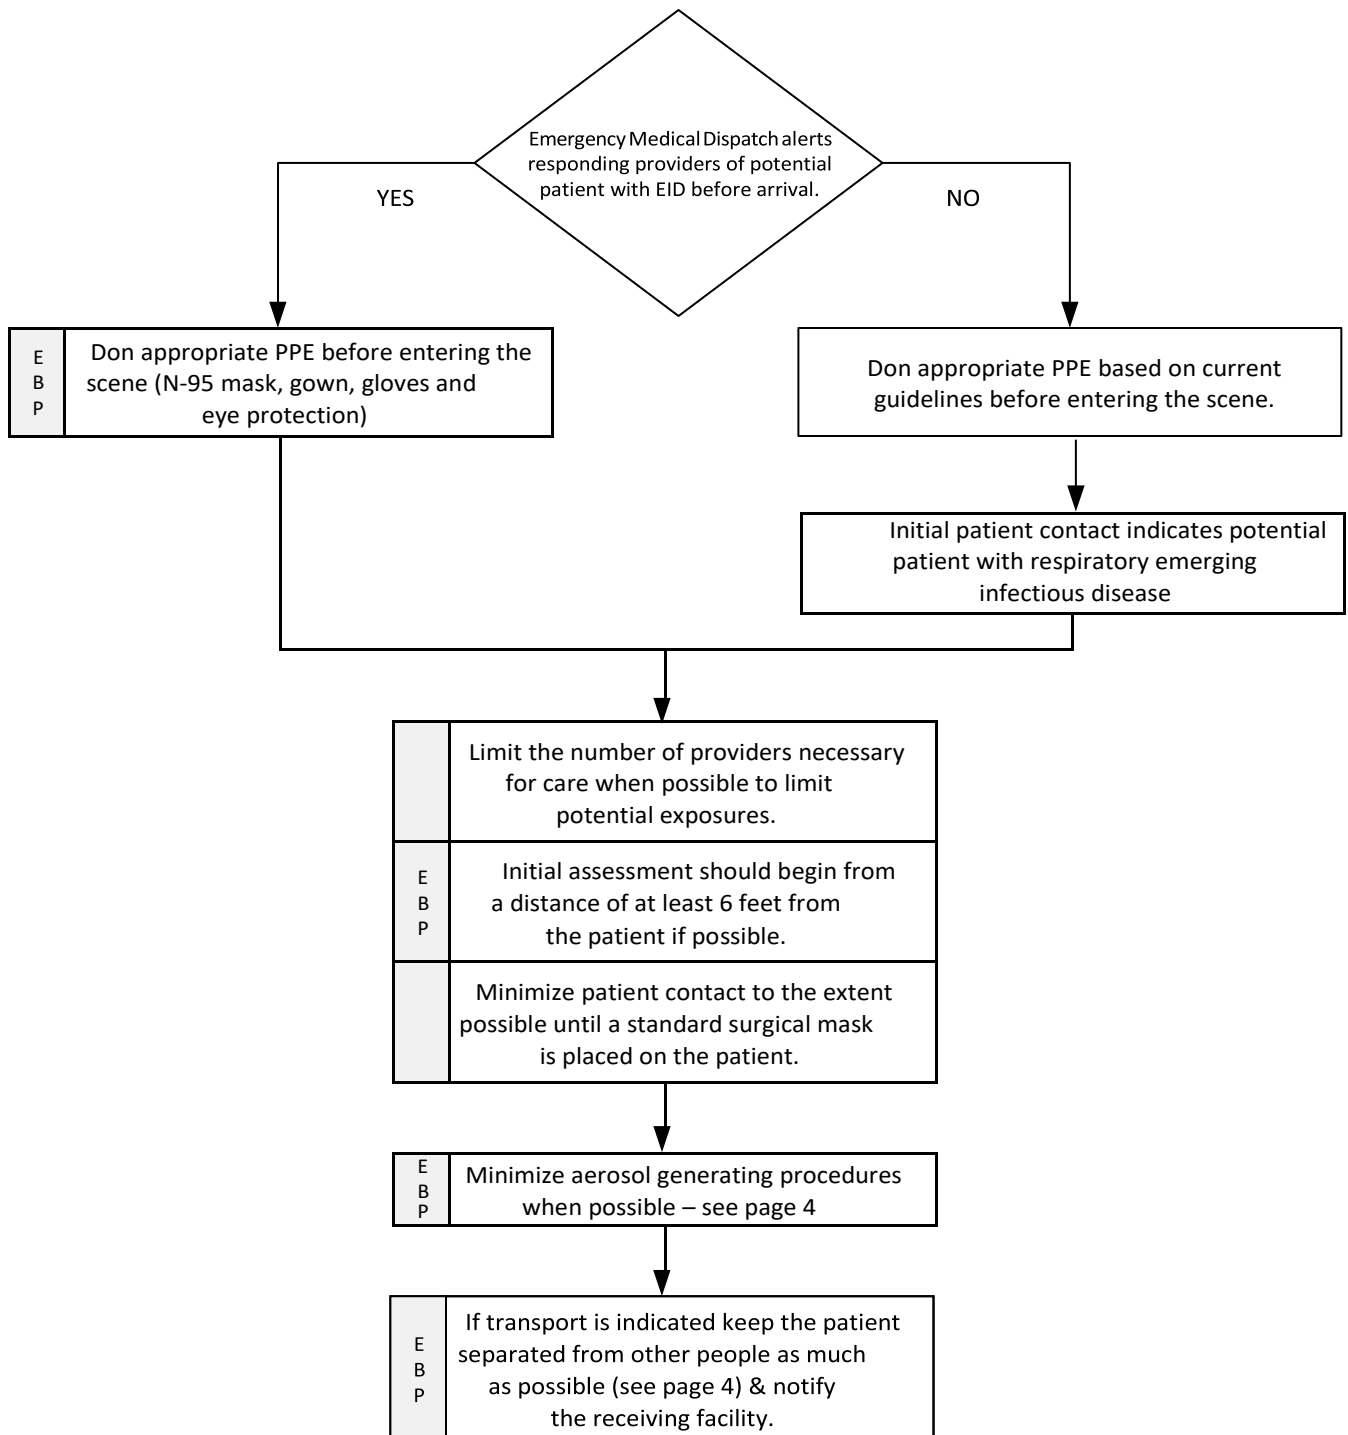 Emergency Medical Dispatch alerts
responding providers of potential
patient with EID before arrival.
YES
NO
E
B
P
Don appropriate PPE before entering the
scene (N-95 mask, gown, gloves and
eye protection)
Don appropriate PPE based on current
guidelines before entering the scene.
Initial patient contact indicates potential
patient with respiratory emerging
infectious disease
Limit the number of providers necessary
for care when possible to limit
potential exposures.
E
B
P
Initial assessment should begin from
a distance of at least 6 feet from
the patient if possible.
Minimize patient contact to the extent
possible until a standard surgical mask
is placed on the patient.
E
B
P
Minimize aerosol generating procedures
when possible – see page 4
E
B
P
If transport is indicated keep the patient
separated from other people as much
as possible (see page 4) & notify
the receiving facility.